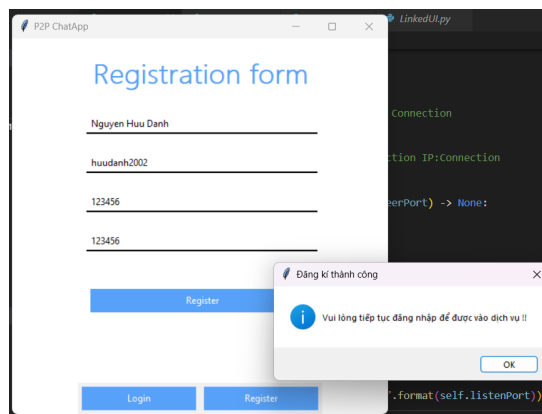 P2P ChatApp
LinkedUI.py
Registration form
Nguyen Huu Danh
Connection
huudanh2002
ction IP:Connection
123456
eerPort) -> None:
123456
Đăng kí thành công
Register
Vui lòng tiếp tục đăng nhập để được vào dịch vụ !!
OK
Login
Register
".format(self.listenPort))